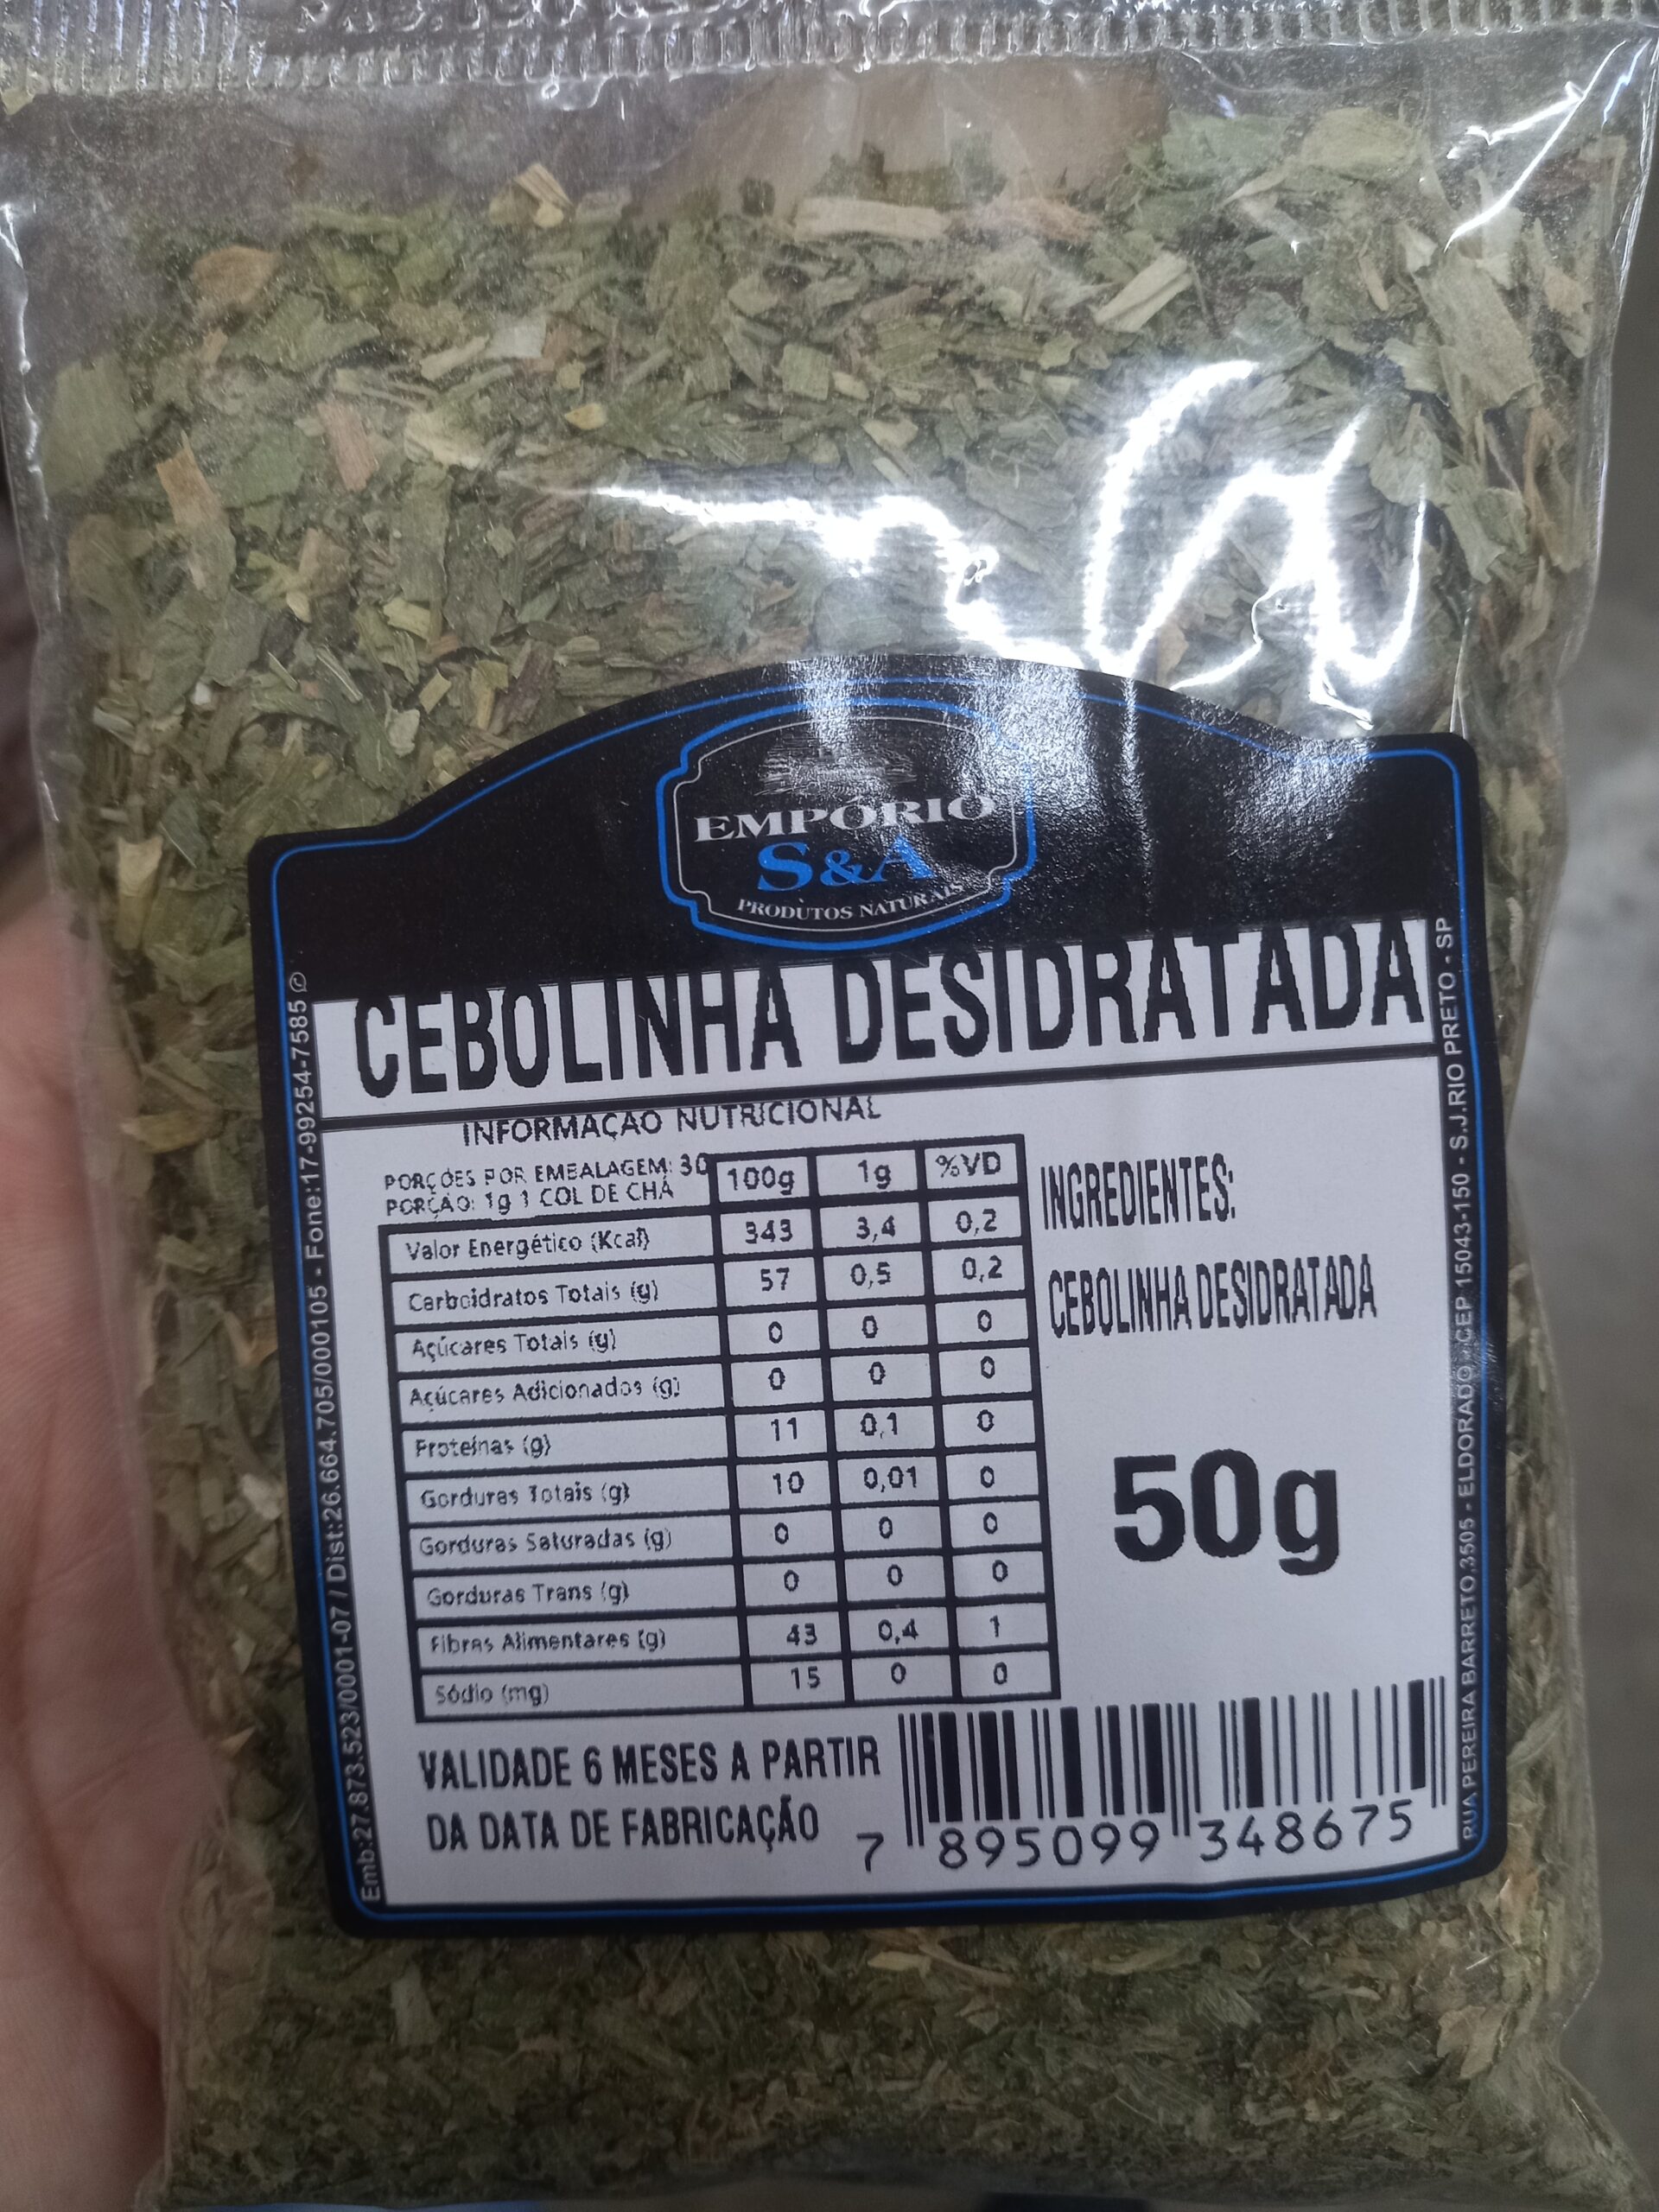 EMPÓRIO
S&A
PRODUTOS NATURAIS
CEBOLINHA DESIDRATADA
INFORMAÇÃO NUTRICIONAL
PORÇÕES POR EMBALAGEM: 30
PORÇÃO: 1g 1 COL DE CHÁ
100g 1g %VD
Valor Energético (Kcal) 343 3,4 0,2
Carboidratos Totais (g) 57 0,5 0,2
Açúcares Totais (g) 0 0 0
Açúcares Adicionados (g) 0 0 0
Proteínas (g) 11 0,1 0
Gorduras Totais (g) 10 0,01 0
Gorduras Saturadas (g) 0 0 0
Gorduras Trans (g) 0 0 0
Fibras Alimentares (g) 43 0,4 1
Sódio (mg) 15 0 0
INGREDIENTES:
CEBOLINHA DESIDRATADA
50g
VALIDADE 6 MESES A PARTIR
DA DATA DE FABRICAÇÃO
7 895099 348675
Emb:27.873.523/0001-07 / Dist:26.664.705/000105 - Fone:17-99254-7585
RUA PEREIRA BARRETO,3505 - ELDORADO - CEP 15043-150 - S.J.RIO PRETO - SP